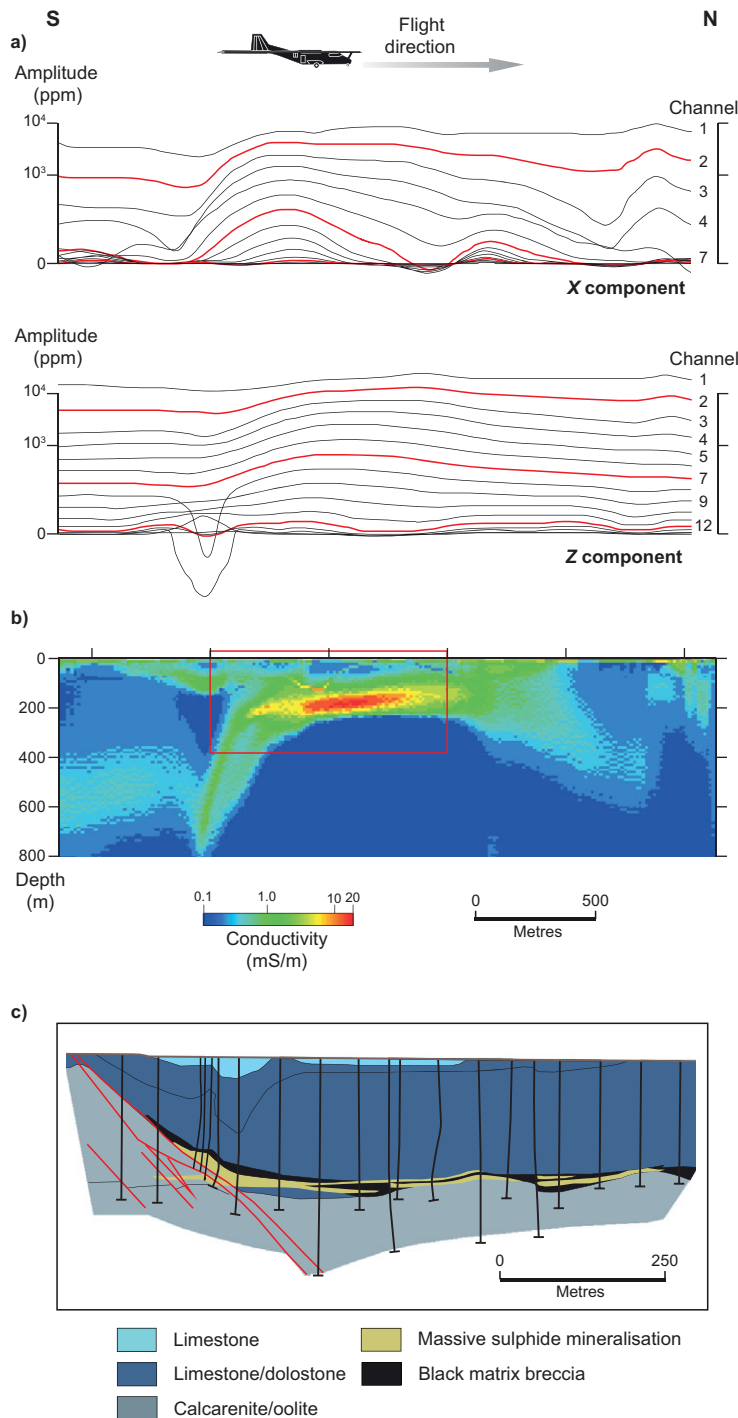 S
Flight
direction
N
a)
Amplitude
(ppm)
Channel
10⁴
1
2
10³
3
4
7
0
X component
Amplitude
(ppm)
Channel
1
10⁴
2
3
10³
4
5
7
9
12
0
Z component
b)
0
200
400
600
800
Depth
(m)
0.1 1.0 10 20
Conductivity
(mS/m)
0 500
Metres
c)
0 250
Metres
Limestone
Massive sulphide mineralisation
Limestone/dolostone
Black matrix breccia
Calcarenite/oolite